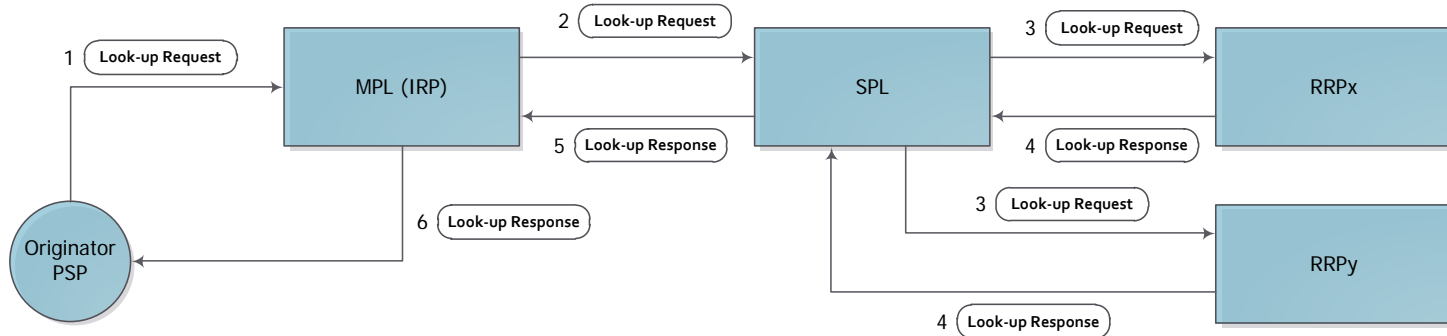 1 Look-up Request
2 Look-up Request
3 Look-up Request
MPL (IRP)
SPL
RRPx
5 Look-up Response
4 Look-up Response
3 Look-up Request
6 Look-up Response
Originator
PSP
RRPy
4 Look-up Response